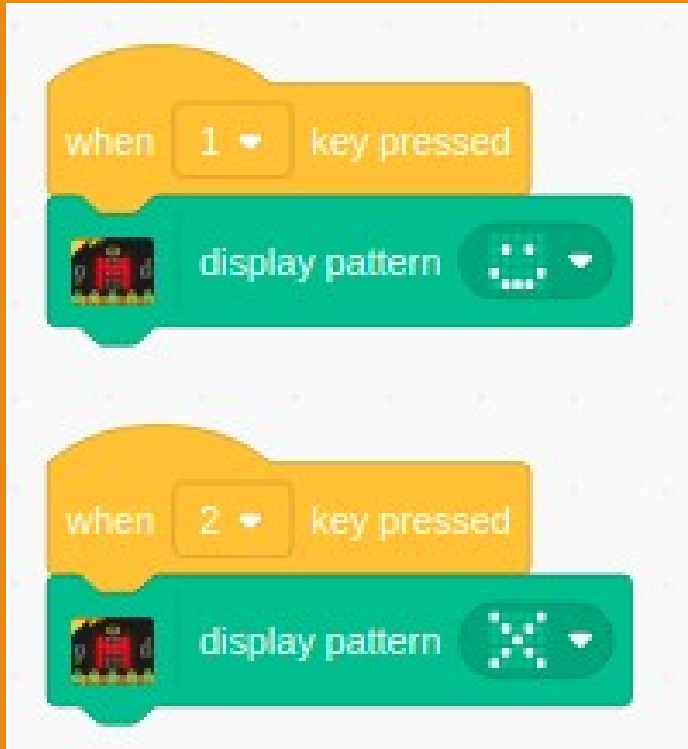 when 1 key pressed
display pattern
when 2 key pressed
display pattern